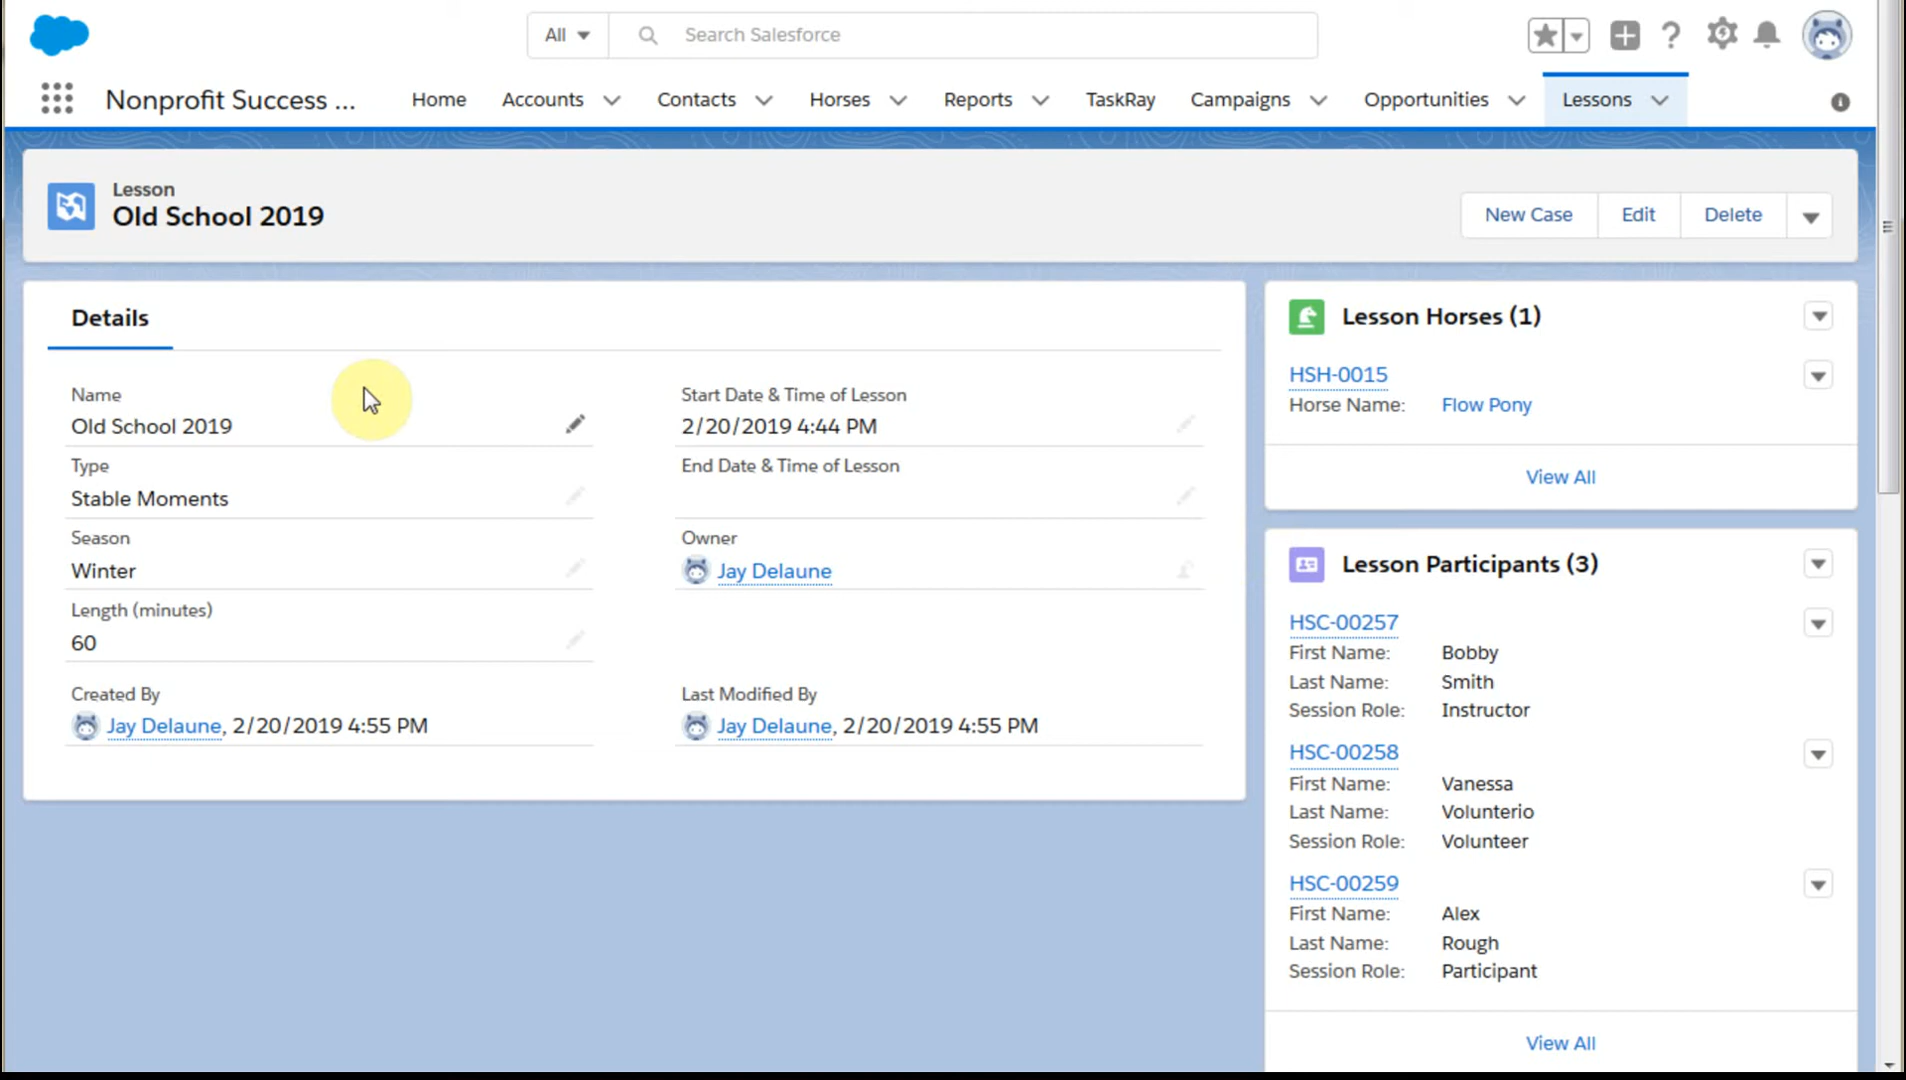 All
Search Salesforce
Nonprofit Success ...
Home
Accounts
Contacts
Horses
Reports
TaskRay
Campaigns
Opportunities
Lessons
Lesson
Old School 2019
New Case
Edit
Delete
Details
Name
Old School 2019
Start Date & Time of Lesson
2/20/2019 4:44 PM
Type
Stable Moments
End Date & Time of Lesson
Season
Winter
Owner
Jay Delaune
Length (minutes)
60
Created By
Jay Delaune, 2/20/2019 4:55 PM
Last Modified By
Jay Delaune, 2/20/2019 4:55 PM
Lesson Horses (1)
HSH-0015
Horse Name: Flow Pony
View All
Lesson Participants (3)
HSC-00257
First Name: Bobby
Last Name: Smith
Session Role: Instructor
HSC-00258
First Name: Vanessa
Last Name: Volunterio
Session Role: Volunteer
HSC-00259
First Name: Alex
Last Name: Rough
Session Role: Participant
View All